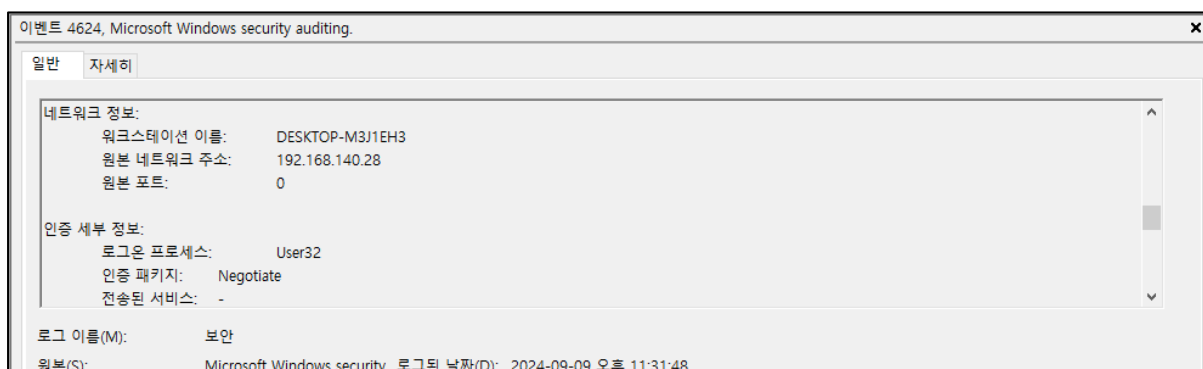 이벤트 4624, Microsoft Windows security auditing.
일반 자세히
네트워크 정보:
워크스테이션 이름: DESKTOP-M3J1EH3
원본 네트워크 주소: 192.168.140.28
원본 포트: 0
인증 세부 정보:
로그온 프로세스: User32
인증 패키지: Negotiate
전송된 서비스: -
로그 이름(M): 보안
원본(S): Microsoft Windows security 로그된 날짜(D): 2024-09-09 오후 11:31:48